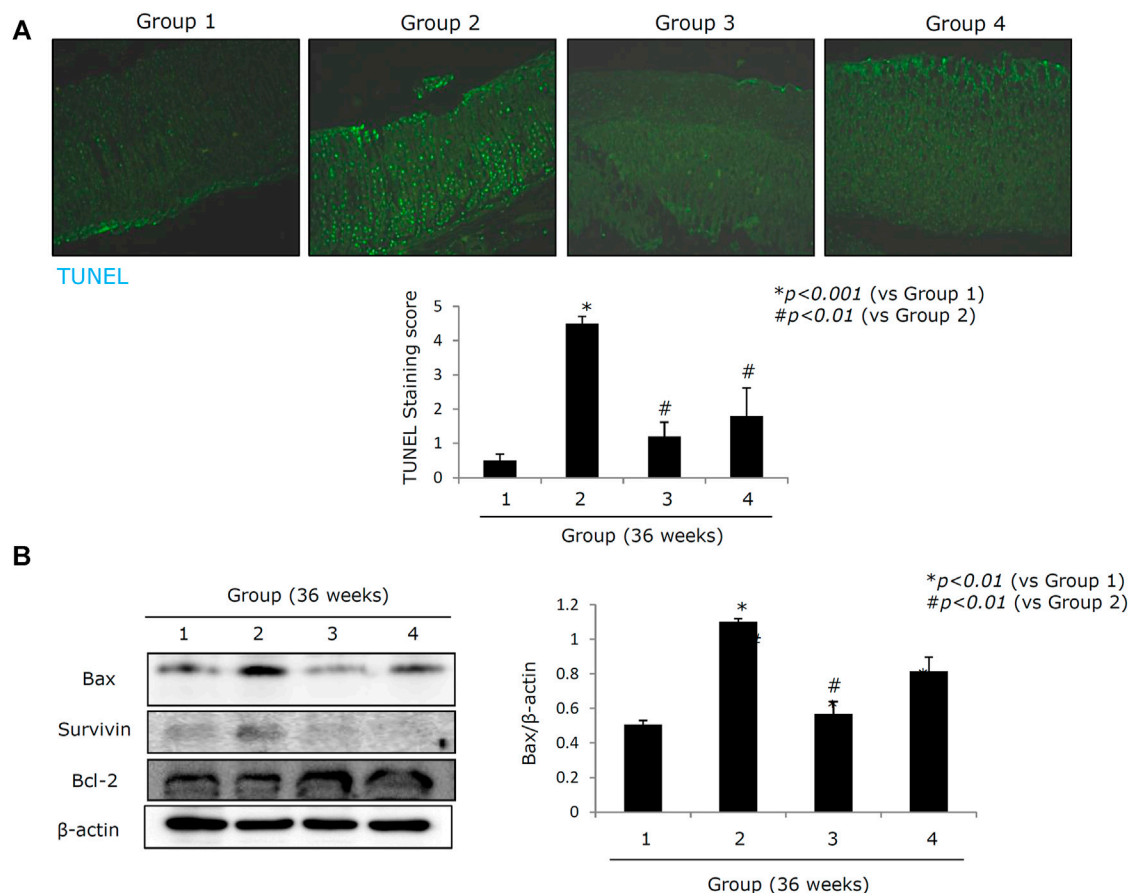 A
Group 1
Group 2
Group 3
Group 4
TUNEL
*p<0.001 (vs Group 1)
#p<0.01 (vs Group 2)
TUNEL Staining score
5
4
3
2
1
0
*
#
#
1 2 3 4
Group (36 weeks)
B
Group (36 weeks)
1 2 3 4
Bax
Survivin
Bcl-2
β-actin
*p<0.01 (vs Group 1)
#p<0.01 (vs Group 2)
Bax/β-actin
1.2
1
0.8
0.6
0.4
0.2
0
*
#
#
*
*
1 2 3 4
Group (36 weeks)